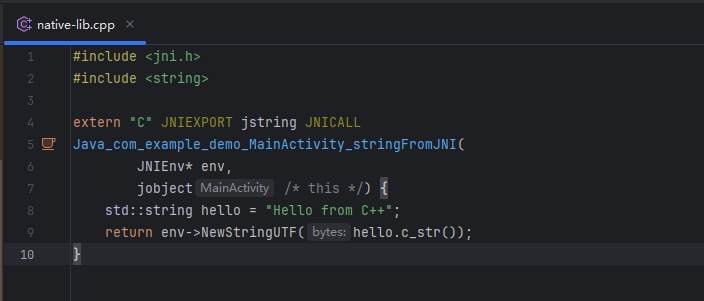 native-lib.cpp
1 #include <jni.h>
2 #include <string>
3
4 extern "C" JNIEXPORT jstring JNICALL
5 Java_com_example_demo_MainActivity_stringFromJNI(
6         JNIEnv* env,
7         jobject MainActivity /* this */) {
8     std::string hello = "Hello from C++";
9     return env->NewStringUTF( bytes: hello.c_str());
10 }